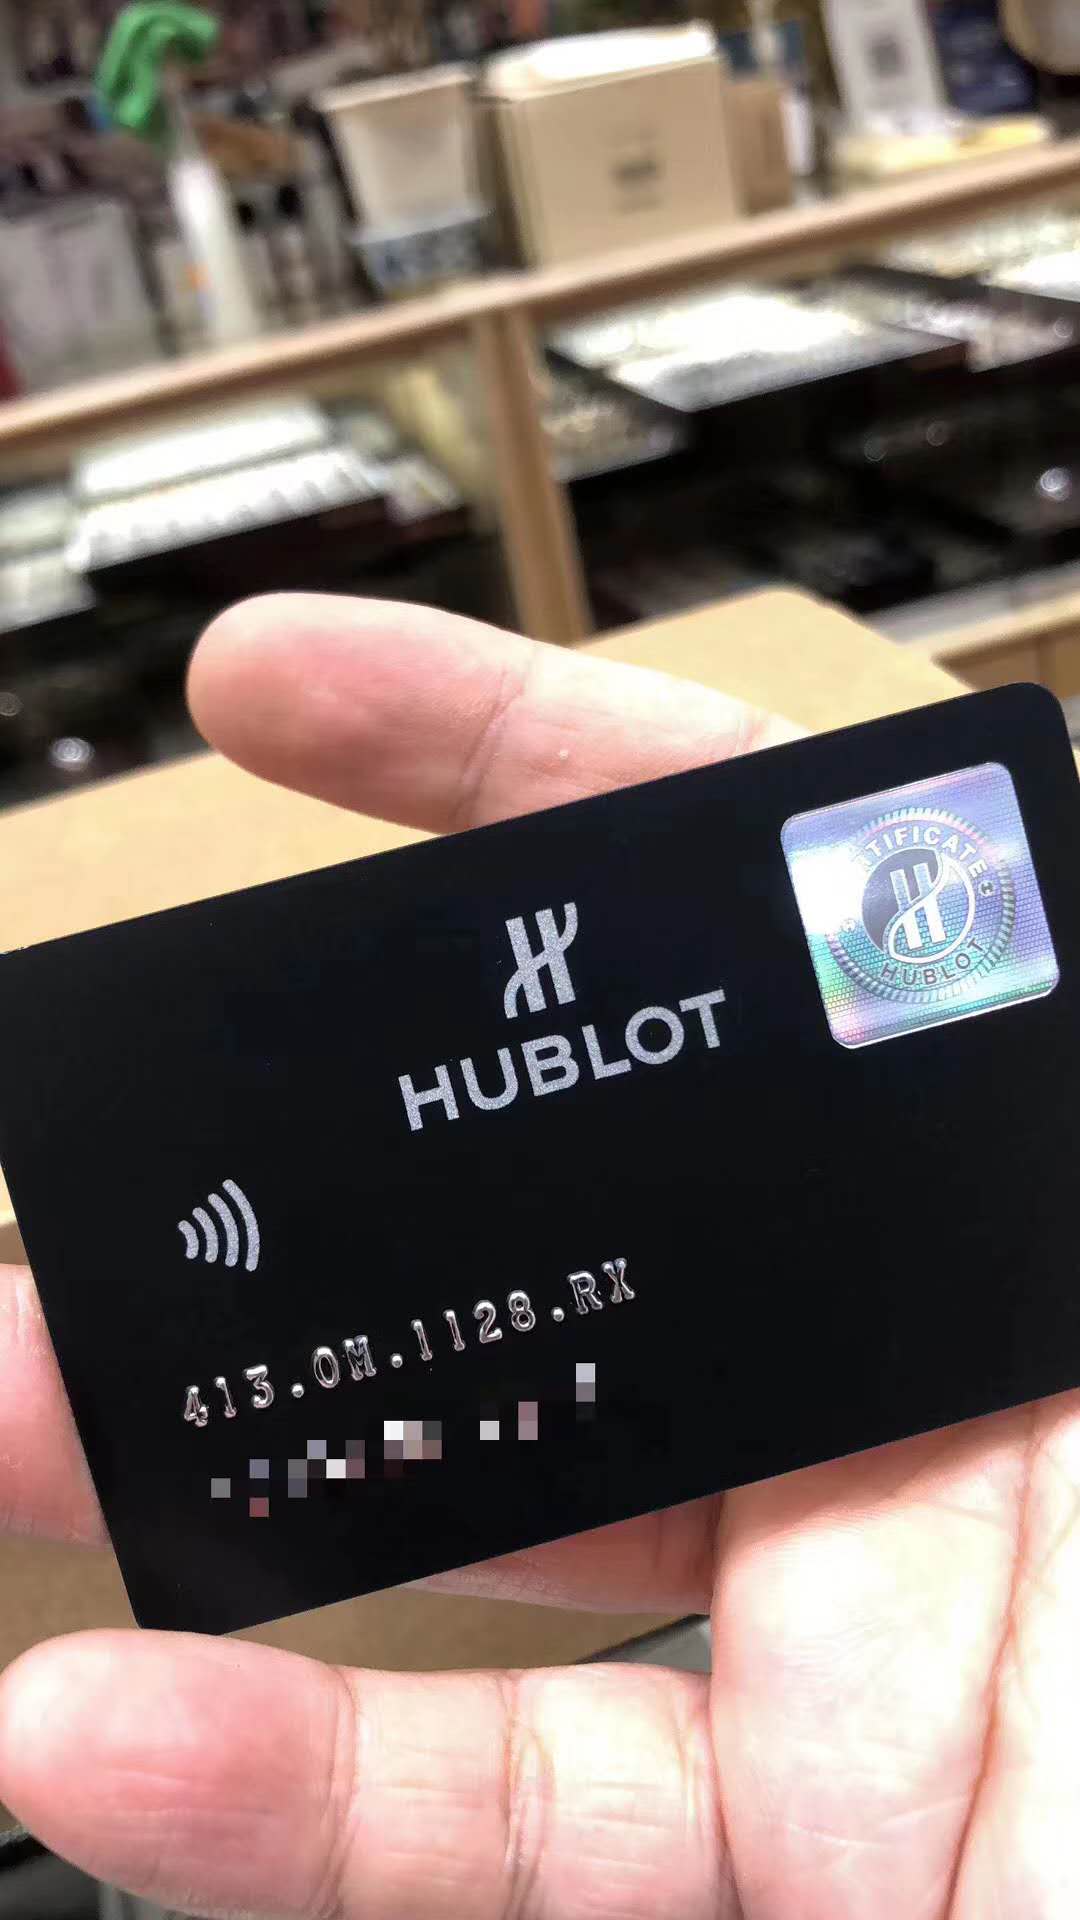 CERTIFICATE
HUBLOT
HUBLOT
413.OM.1128.RX